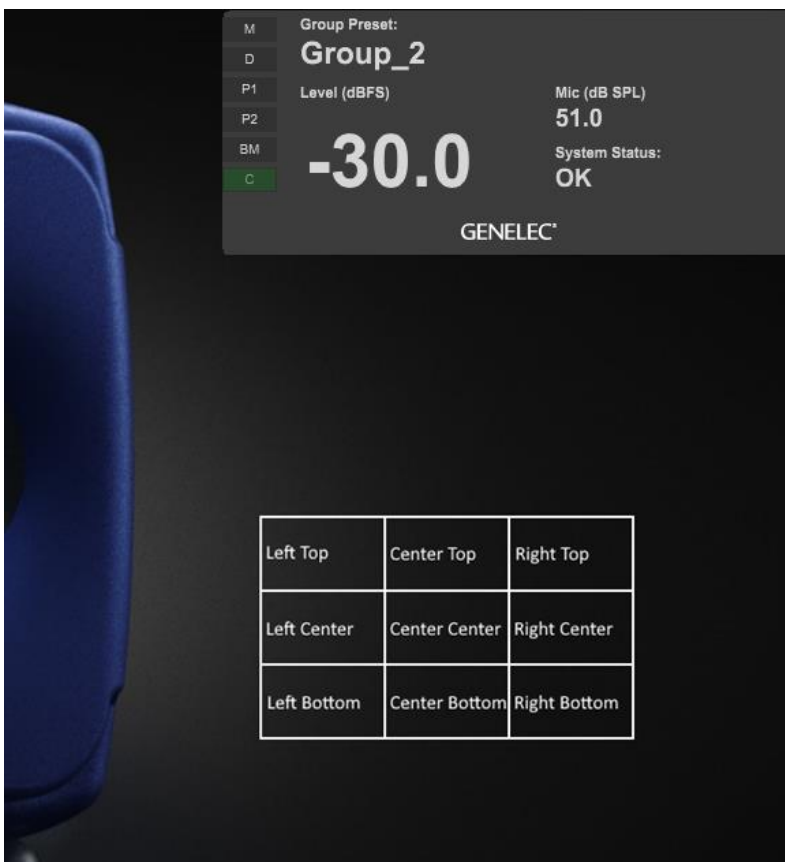 M
D
P1
P2
BM
C
Group Preset:
Group_2
Level (dBFS)
-30.0
Mic (dB SPL)
51.0
System Status:
OK
GENELEC®
Left Top Center Top Right Top
Left Center Center Center Right Center
Left Bottom Center Bottom Right Bottom